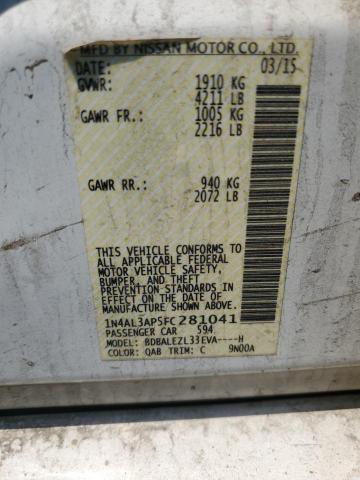 MFD BY NISSAN MOTOR CO., LTD.
DATE: 03/15
GVWR: 1910 KG
4211 LB
GAWR FR.: 1005 KG
2216 LB
GAWR RR.: 940 KG
2072 LB
THIS VEHICLE CONFORMS TO
ALL APPLICABLE FEDERAL
MOTOR VEHICLE SAFETY,
BUMPER, AND THEFT
PREVENTION STANDARDS IN
EFFECT ON THE DATE OF
MANUFACTURE SHOWN ABOVE.
1N4AL3AP5FC281041
PASSENGER CAR 594
MODEL: BDBALEZL33EVA----H
COLOR: QAB TRIM: C 9N00A